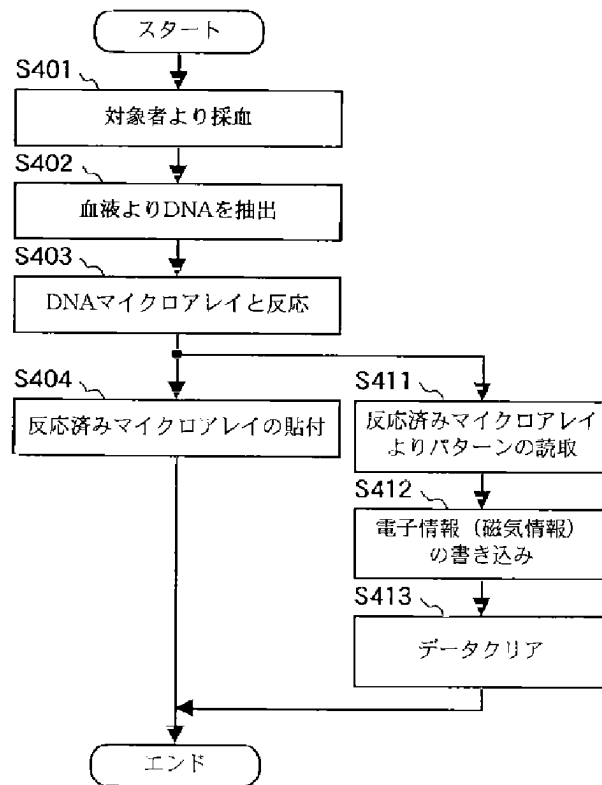 スタート
S401
対象者より採血
S402
血液よりDNAを抽出
S403
DNAマイクロアレイと反応
S404
反応済みマイクロアレイの貼付
S411
反応済みマイクロアレイ
よりパターンの読取
S412
電子情報（磁気情報）
の書き込み
S413
データクリア
エンド